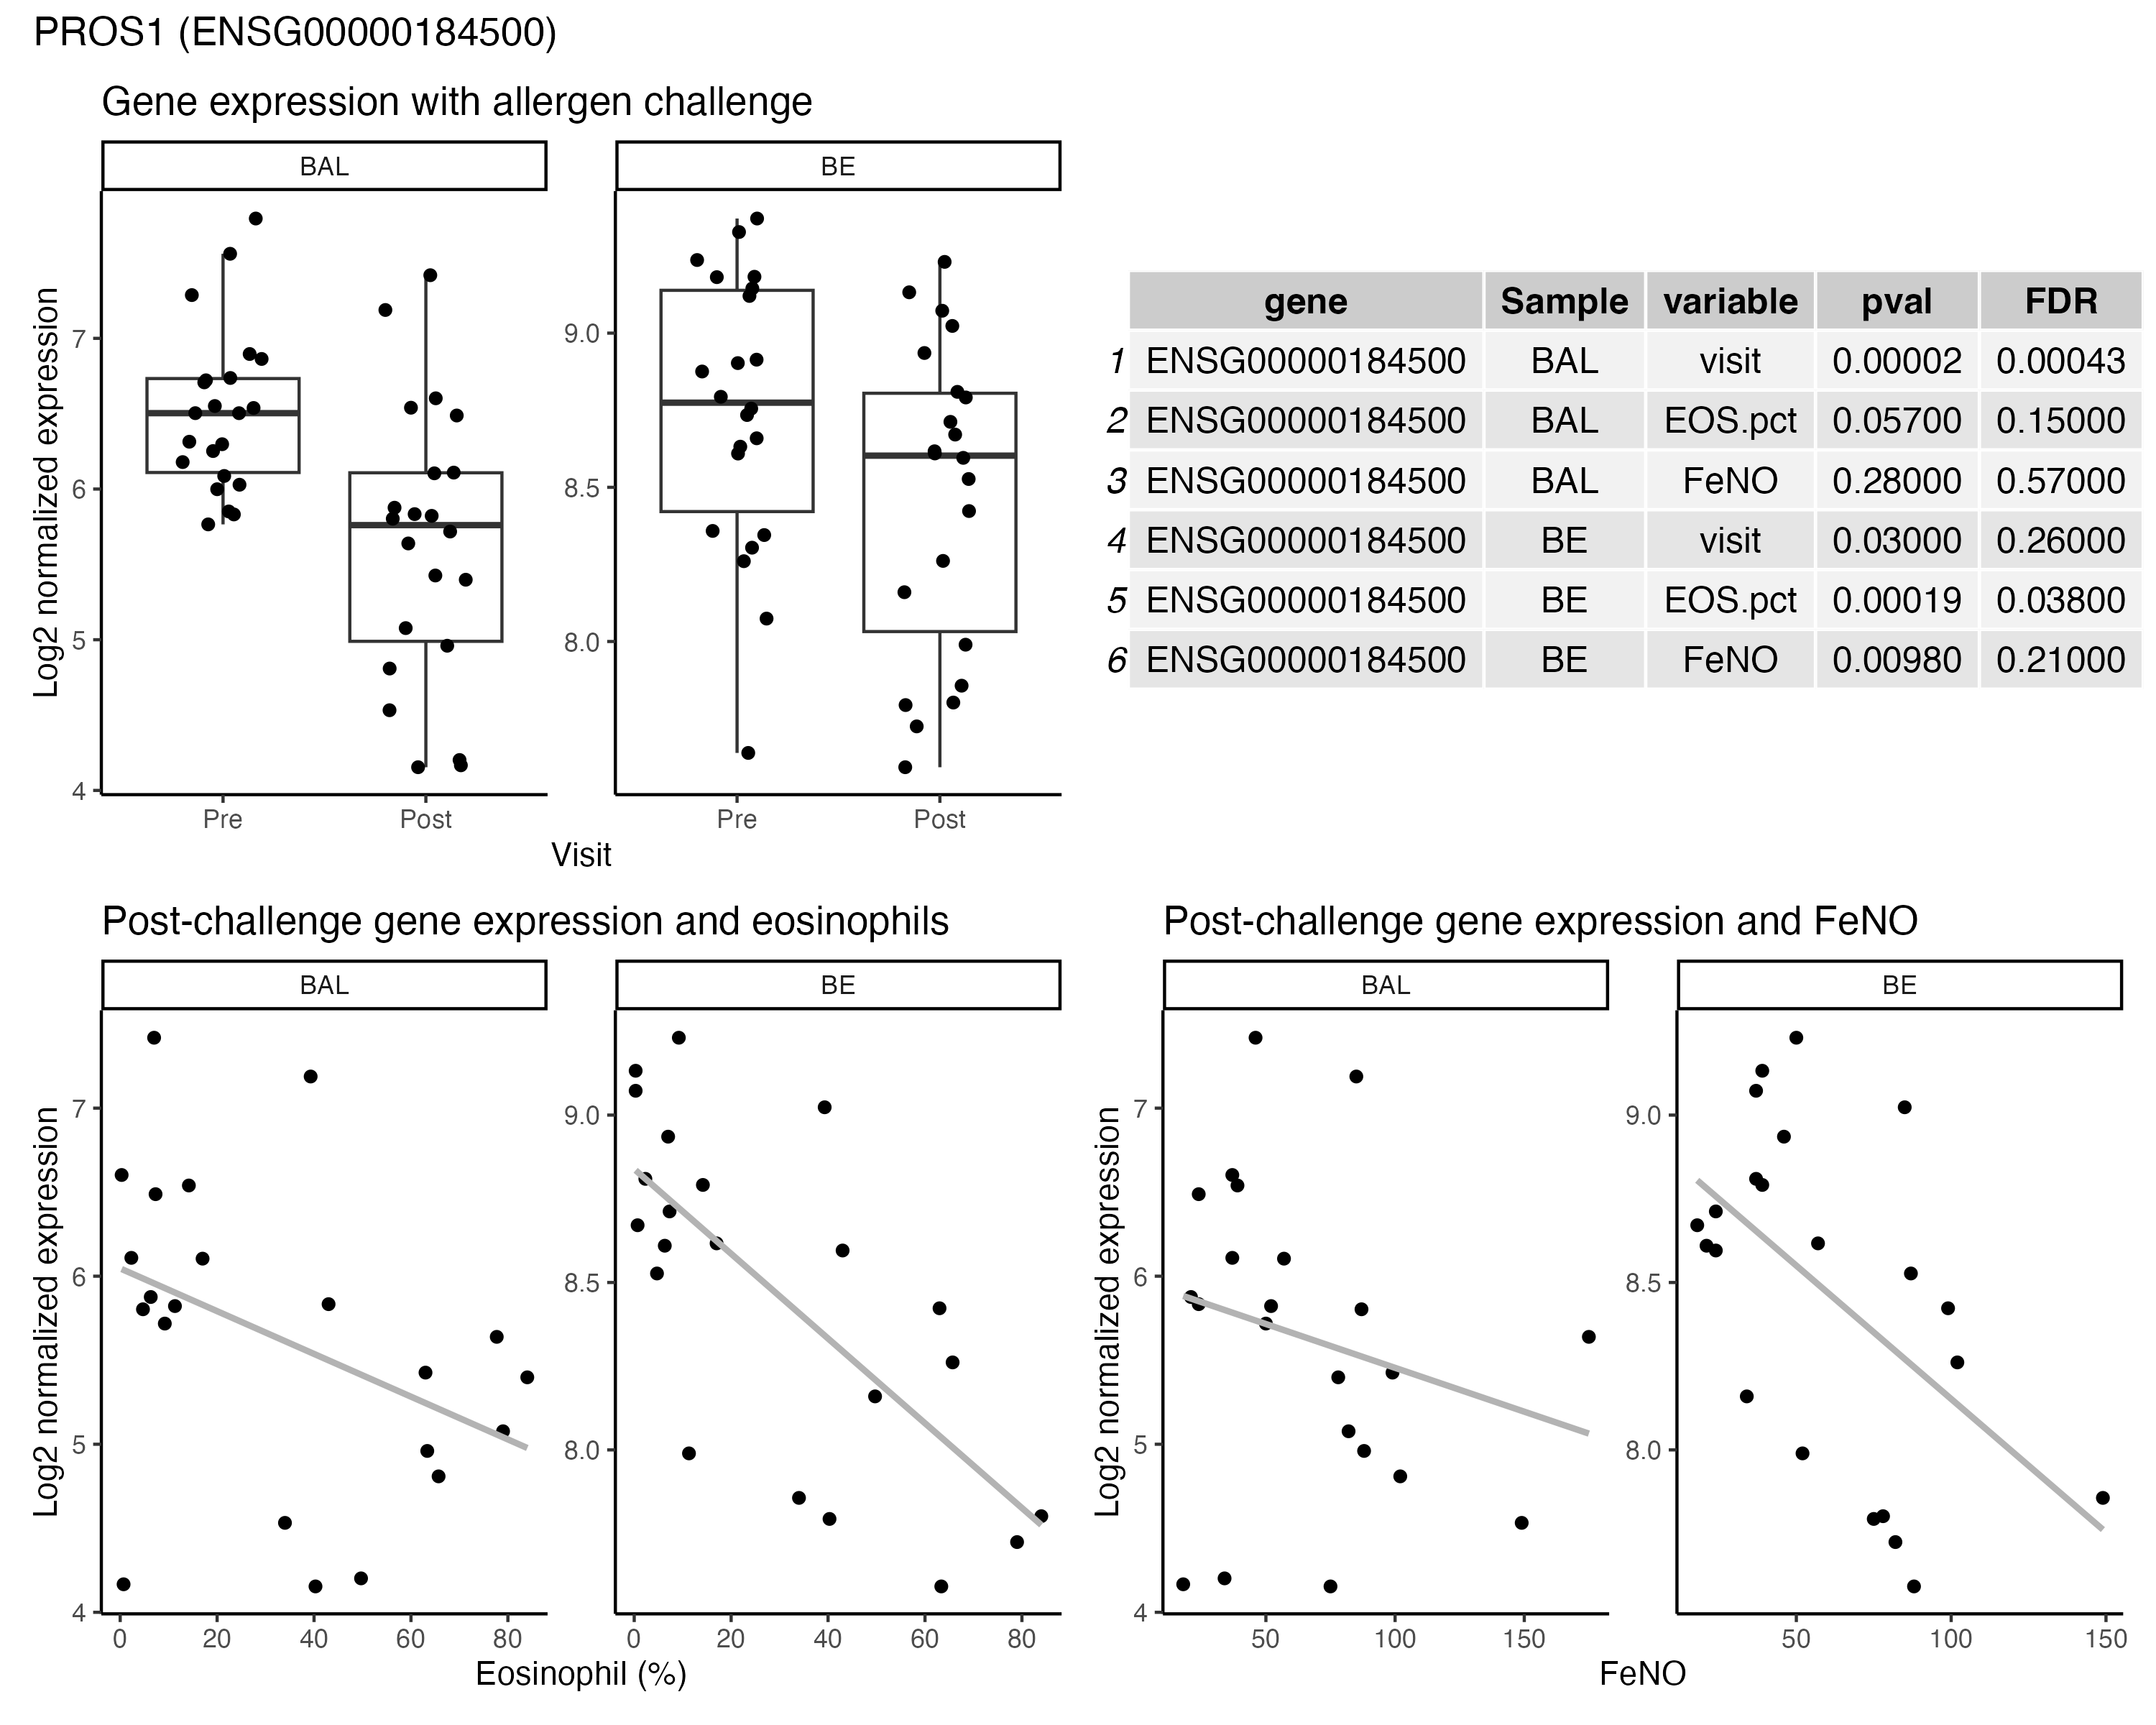 PROS1 (ENSG00000184500)
Gene expression with allergen challenge
BAL
BE
Log2 normalized expression
7
6
5
4
9.0
8.5
8.0
Pre
Post
Pre
Post
Visit
gene Sample variable pval FDR
1 ENSG00000184500 BAL visit 0.00002 0.00043
2 ENSG00000184500 BAL EOS.pct 0.05700 0.15000
3 ENSG00000184500 BAL FeNO 0.28000 0.57000
4 ENSG00000184500 BE visit 0.03000 0.26000
5 ENSG00000184500 BE EOS.pct 0.00019 0.03800
6 ENSG00000184500 BE FeNO 0.00980 0.21000
Post-challenge gene expression and eosinophils
BAL
BE
Log2 normalized expression
7
6
5
4
9.0
8.5
8.0
0 20 40 60 80
0 20 40 60 80
Eosinophil (%)
Post-challenge gene expression and FeNO
BAL
BE
Log2 normalized expression
7
6
5
4
9.0
8.5
8.0
50 100 150
50 100 150
FeNO